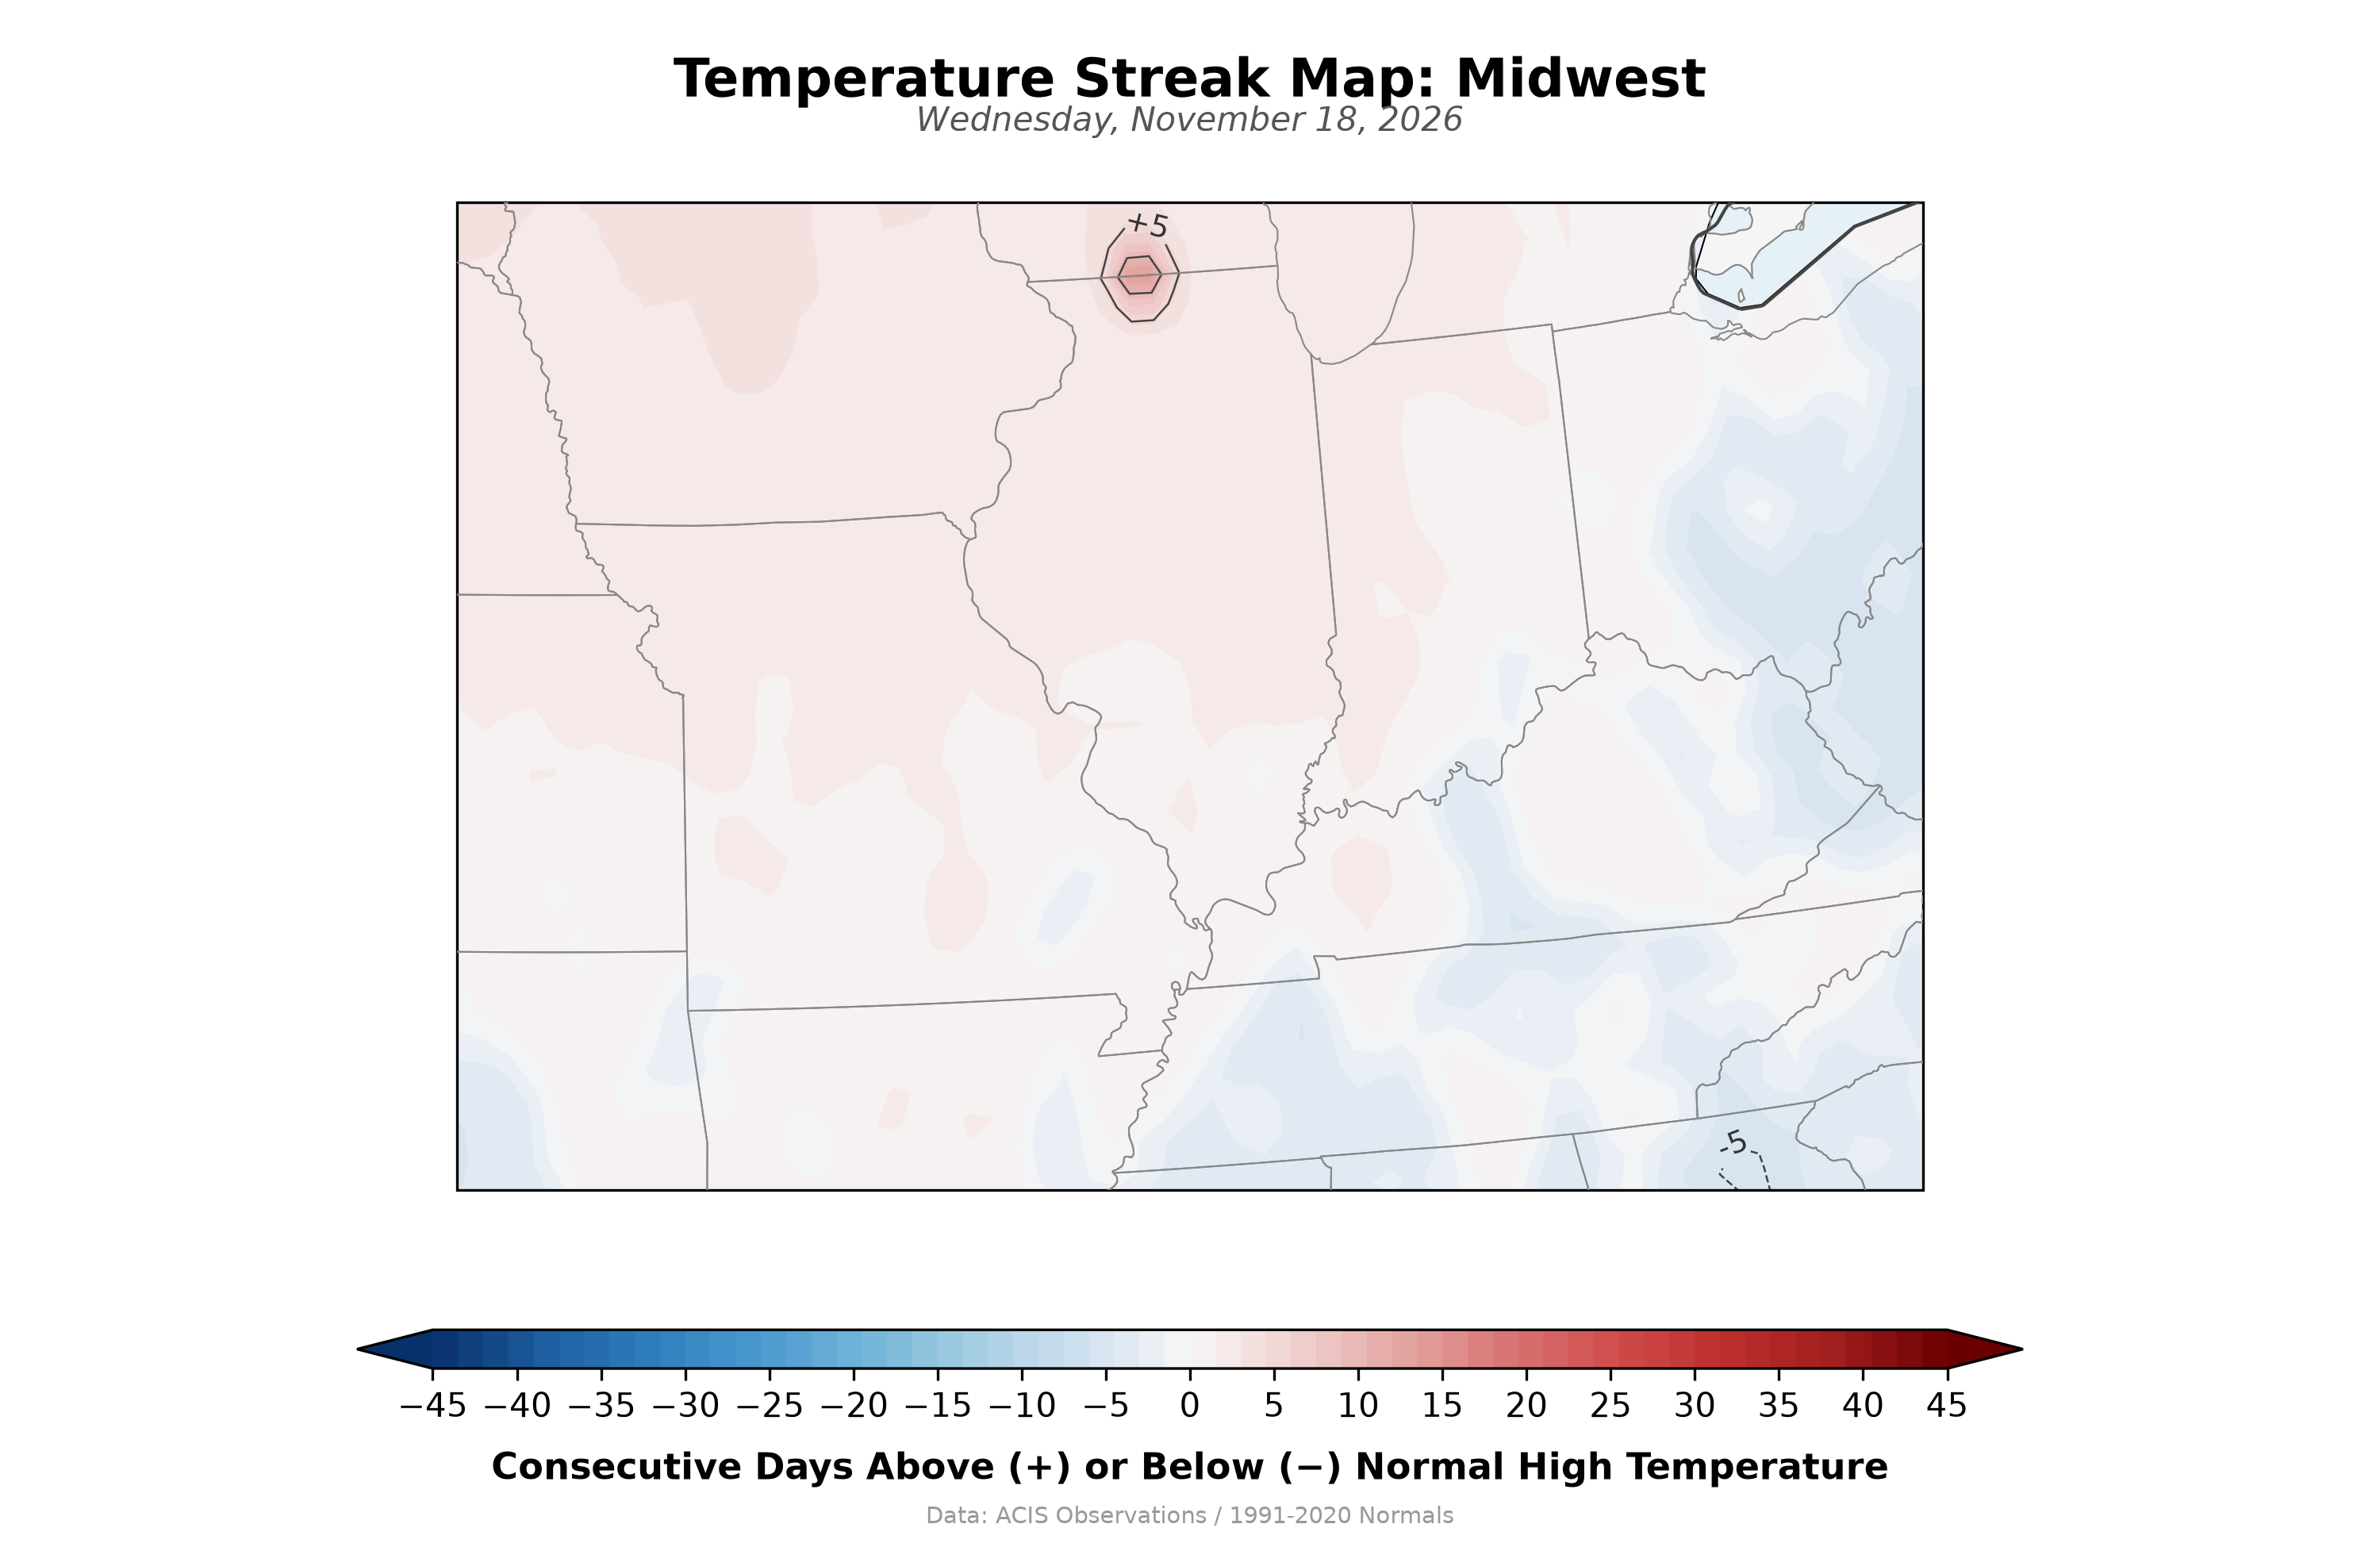 Temperature Streak Map: Midwest
Wednesday, November 18, 2026
+5
-5
−45 −40 −35 −30 −25 −20 −15 −10 −5 0 5 10 15 20 25 30 35 40 45
Consecutive Days Above (+) or Below (−) Normal High Temperature
Data: ACIS Observations / 1991-2020 Normals